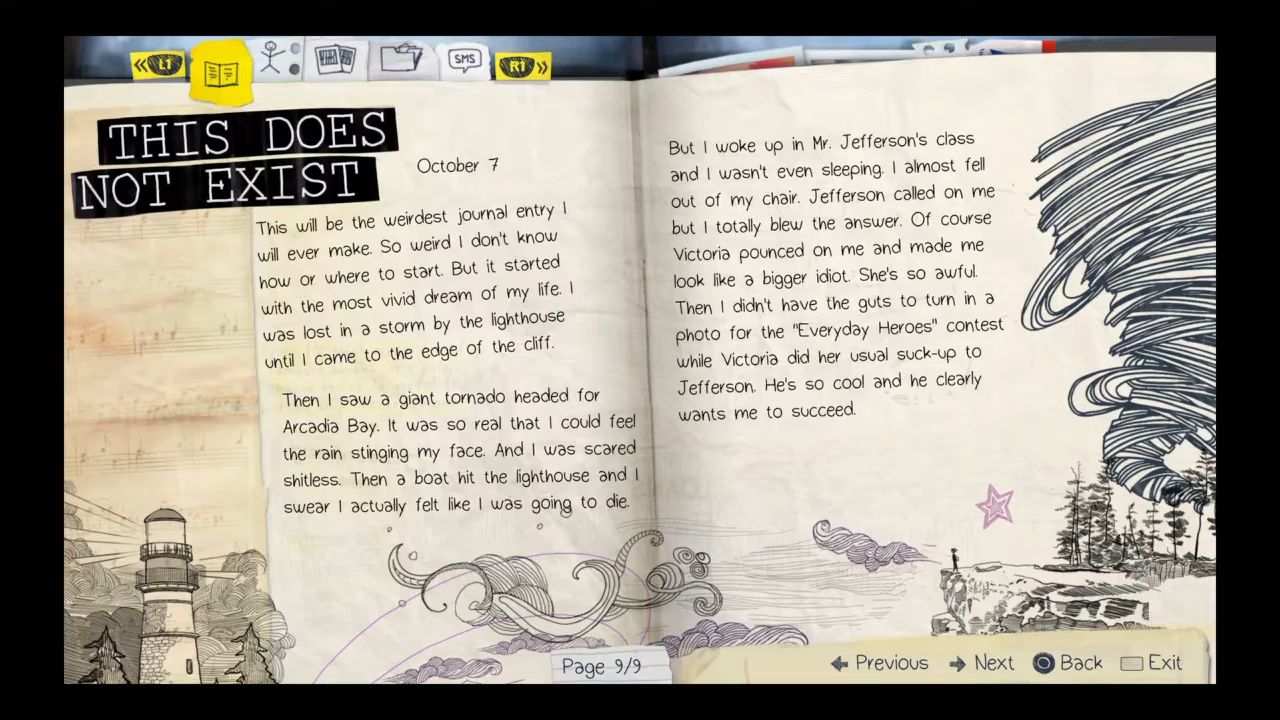 L1
SMS
R1
THIS DOES
NOT EXIST
October 7
This will be the weirdest journal entry I
will ever make. So weird I don't know
how or where to start. But it started
with the most vivid dream of my life. I
was lost in a storm by the lighthouse
until I came to the edge of the cliff.
Then I saw a giant tornado headed for
Arcadia Bay. It was so real that I could feel
the rain stinging my face. And I was scared
shitless. Then a boat hit the lighthouse and I
swear I actually felt like I was going to die.
But I woke up in Mr. Jefferson's class
and I wasn't even sleeping. I almost fell
out of my chair. Jefferson called on me
but I totally blew the answer. Of course
Victoria pounced on me and made me
look like a bigger idiot. She's so awful.
Then I didn't have the guts to turn in a
photo for the "Everyday Heroes" contest
while Victoria did her usual suck-up to
Jefferson. He's so cool and he clearly
wants me to succeed.
Page 9/9
Previous Next Back Exit